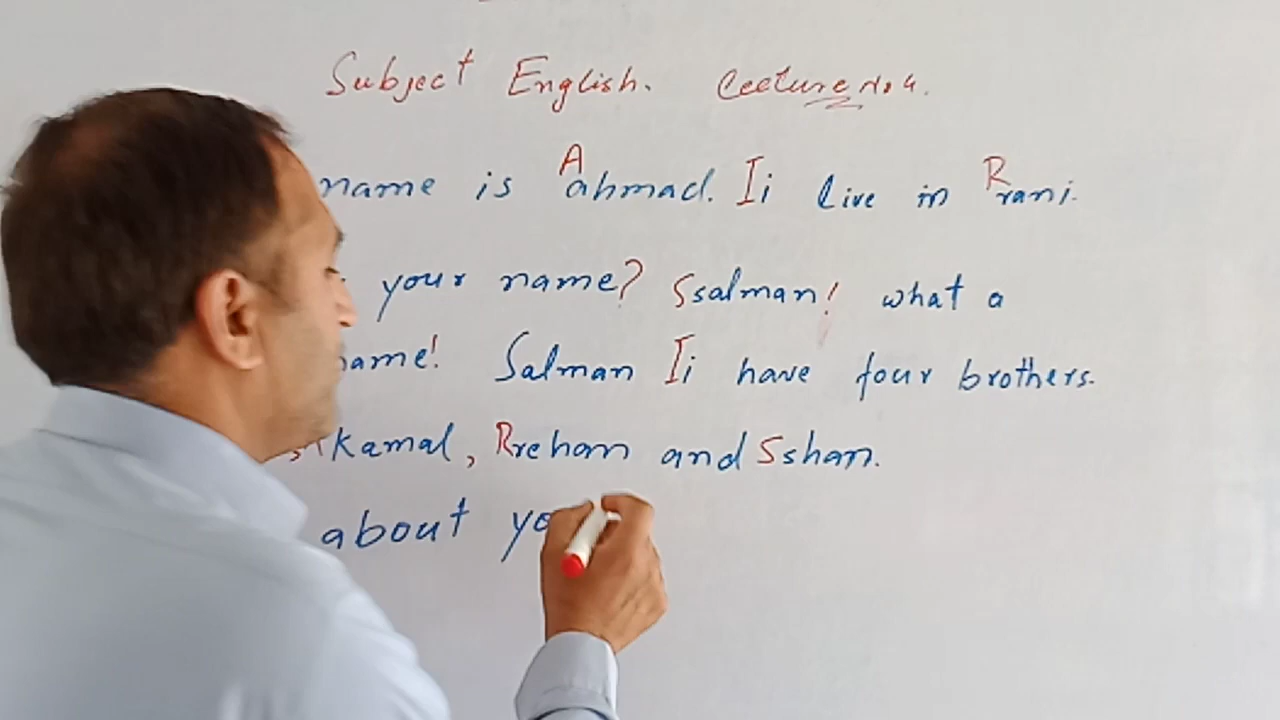 Subject English. Lecture No 4.
name is Aahmad. Ii live in Rrani.
your name? Ssalman! what a
name! Salman Ii have four brothers.
kamal, Rreham and Sshan.
about yo